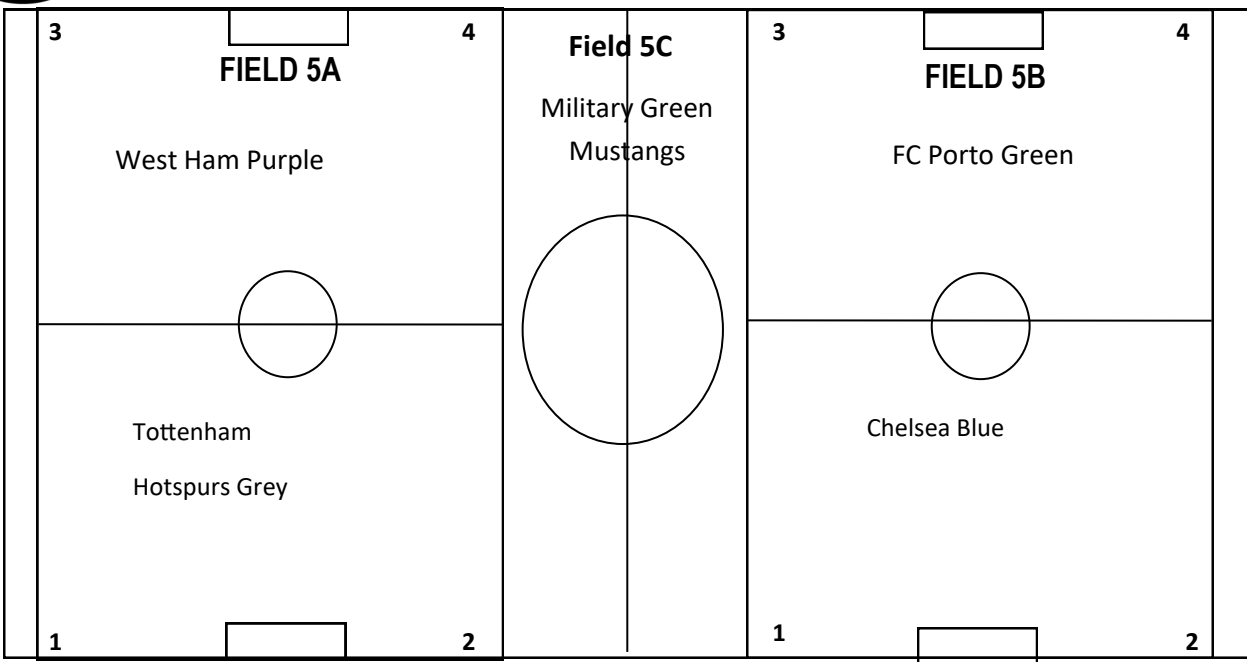 3
4
FIELD 5A
West Ham Purple
Tottenham
Hotspurs Grey
1
2
Field 5C
Military Green
Mustangs
3
4
FIELD 5B
FC Porto Green
Chelsea Blue
1
2